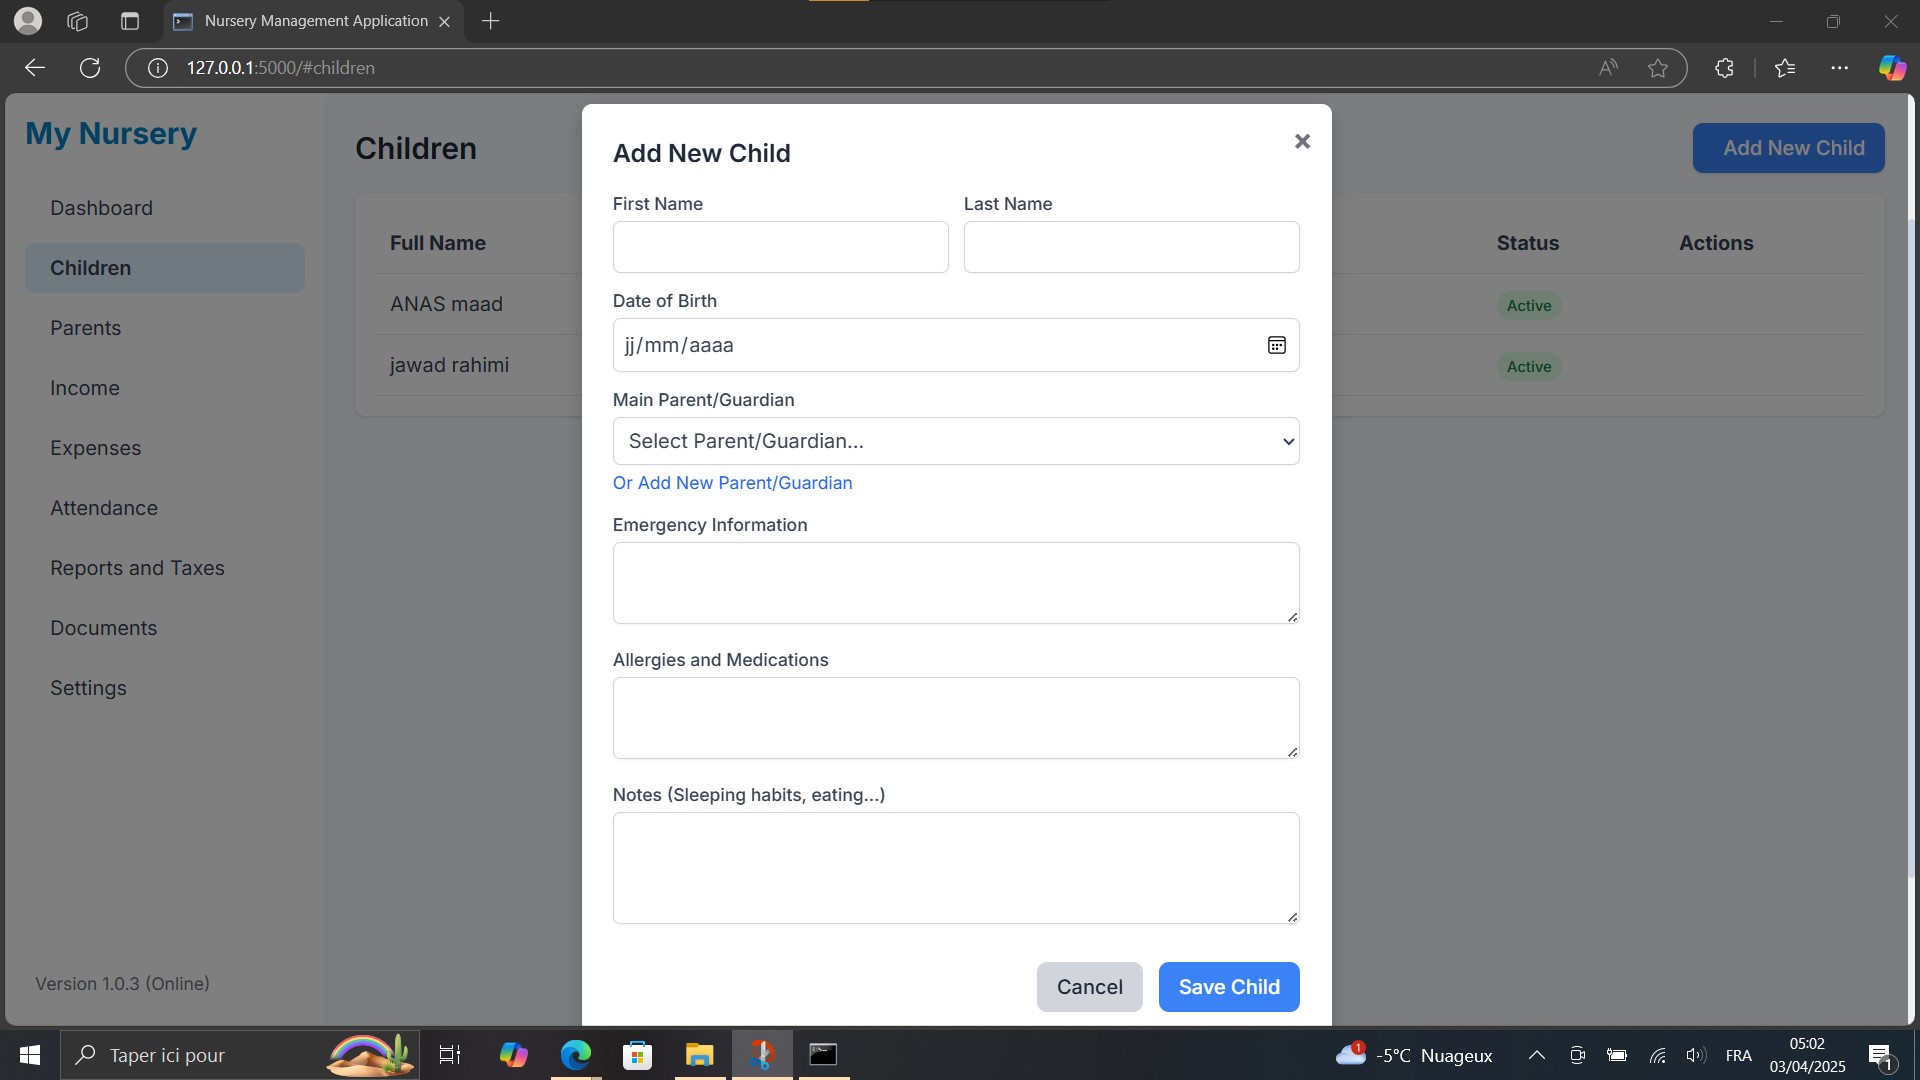 Nursery Management Application
127.0.0.1:5000/#children
My Nursery
Dashboard
Children
Parents
Income
Expenses
Attendance
Reports and Taxes
Documents
Settings
Version 1.0.3 (Online)
Children
Add New Child
Full Name
Status
Actions
ANAS maad
Active
jawad rahimi
Active
Add New Child
First Name
Last Name
Date of Birth
jj/mm/aaaa
Main Parent/Guardian
Select Parent/Guardian...
Or Add New Parent/Guardian
Emergency Information
Allergies and Medications
Notes (Sleeping habits, eating...)
Cancel
Save Child
Taper ici pour
1
-5°C Nuageux
FRA
05:02
03/04/2025
1